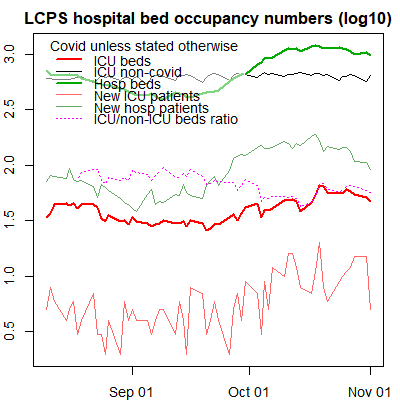 LCPS hospital bed occupancy numbers (log10)
Covid unless stated otherwise
ICU beds
ICU non-covid
Hosp beds
New ICU patients
New hosp patients
ICU/non-ICU beds ratio
3.0
2.5
2.0
1.5
1.0
0.5
Sep 01
Oct 01
Nov 01